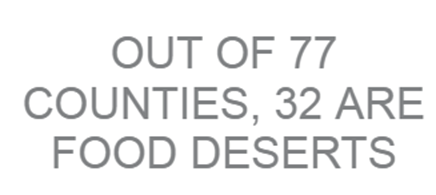 OUT OF 77
COUNTIES, 32 ARE
FOOD DESERTS